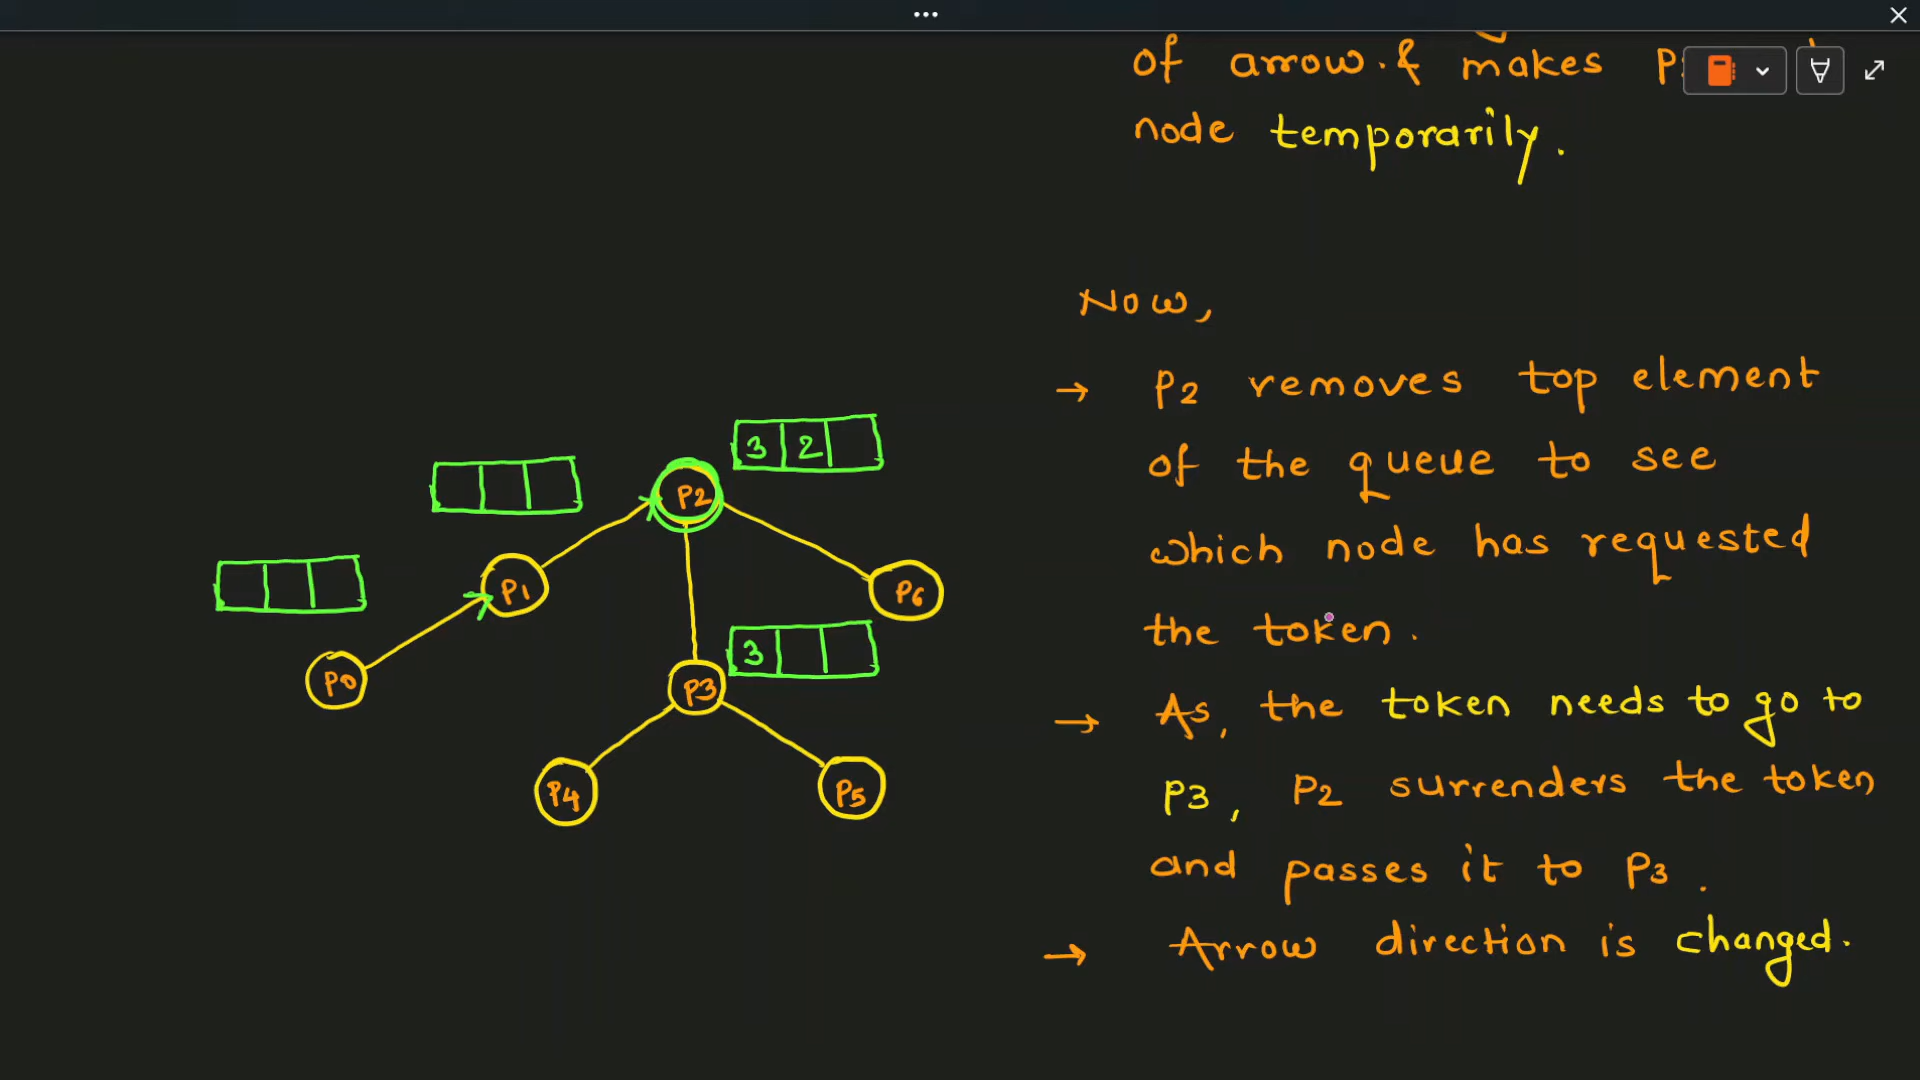 of arrow. & makes
node temporarily.
Now,
→ P2 removes top element
of the queue to see
which node has requested
the token.
→ As, the token needs to go to
P3, P2 surrenders the token
and passes it to P3.
→ Arrow direction is changed.
3 2
P2
P1
P6
3
P0
P3
P4
P5